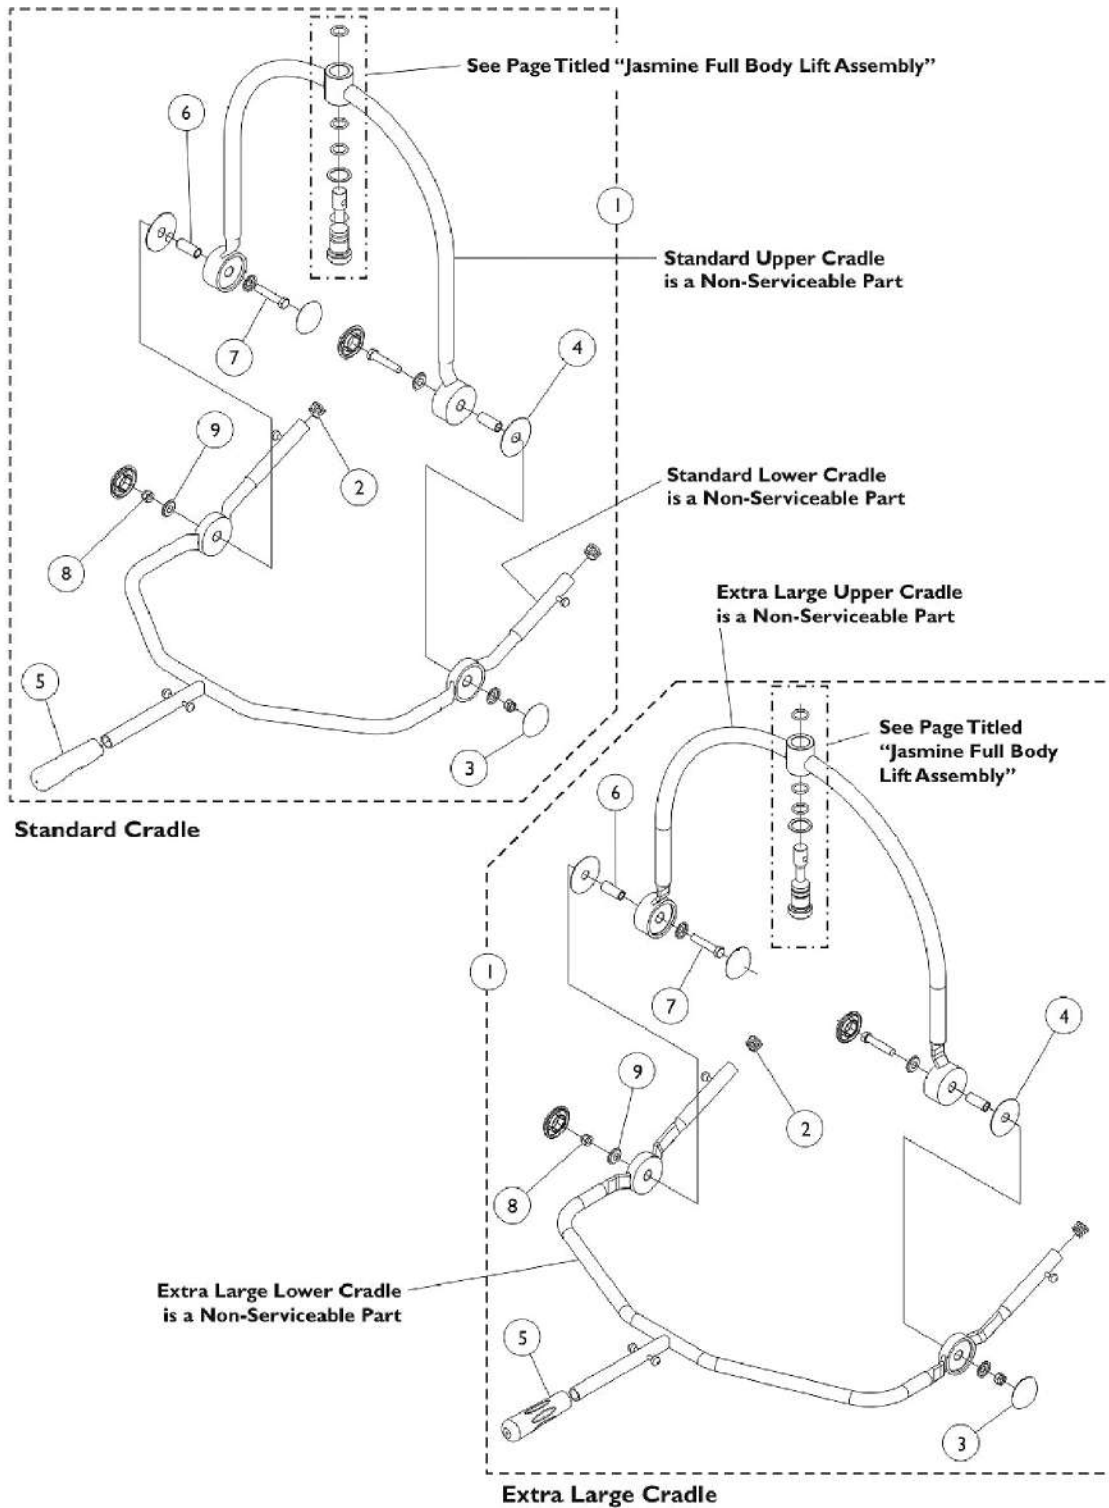 See Page Titled “Jasmine Full Body Lift Assembly”
6
1
Standard Upper Cradle
is a Non-Serviceable Part
7
4
9
2
Standard Lower Cradle
is a Non-Serviceable Part
8
5
3
Standard Cradle
Extra Large Upper Cradle
is a Non-Serviceable Part
See Page Titled
“Jasmine Full Body
Lift Assembly”
6
1
7
4
9
2
8
Extra Large Lower Cradle
is a Non-Serviceable Part
5
3
Extra Large Cradle